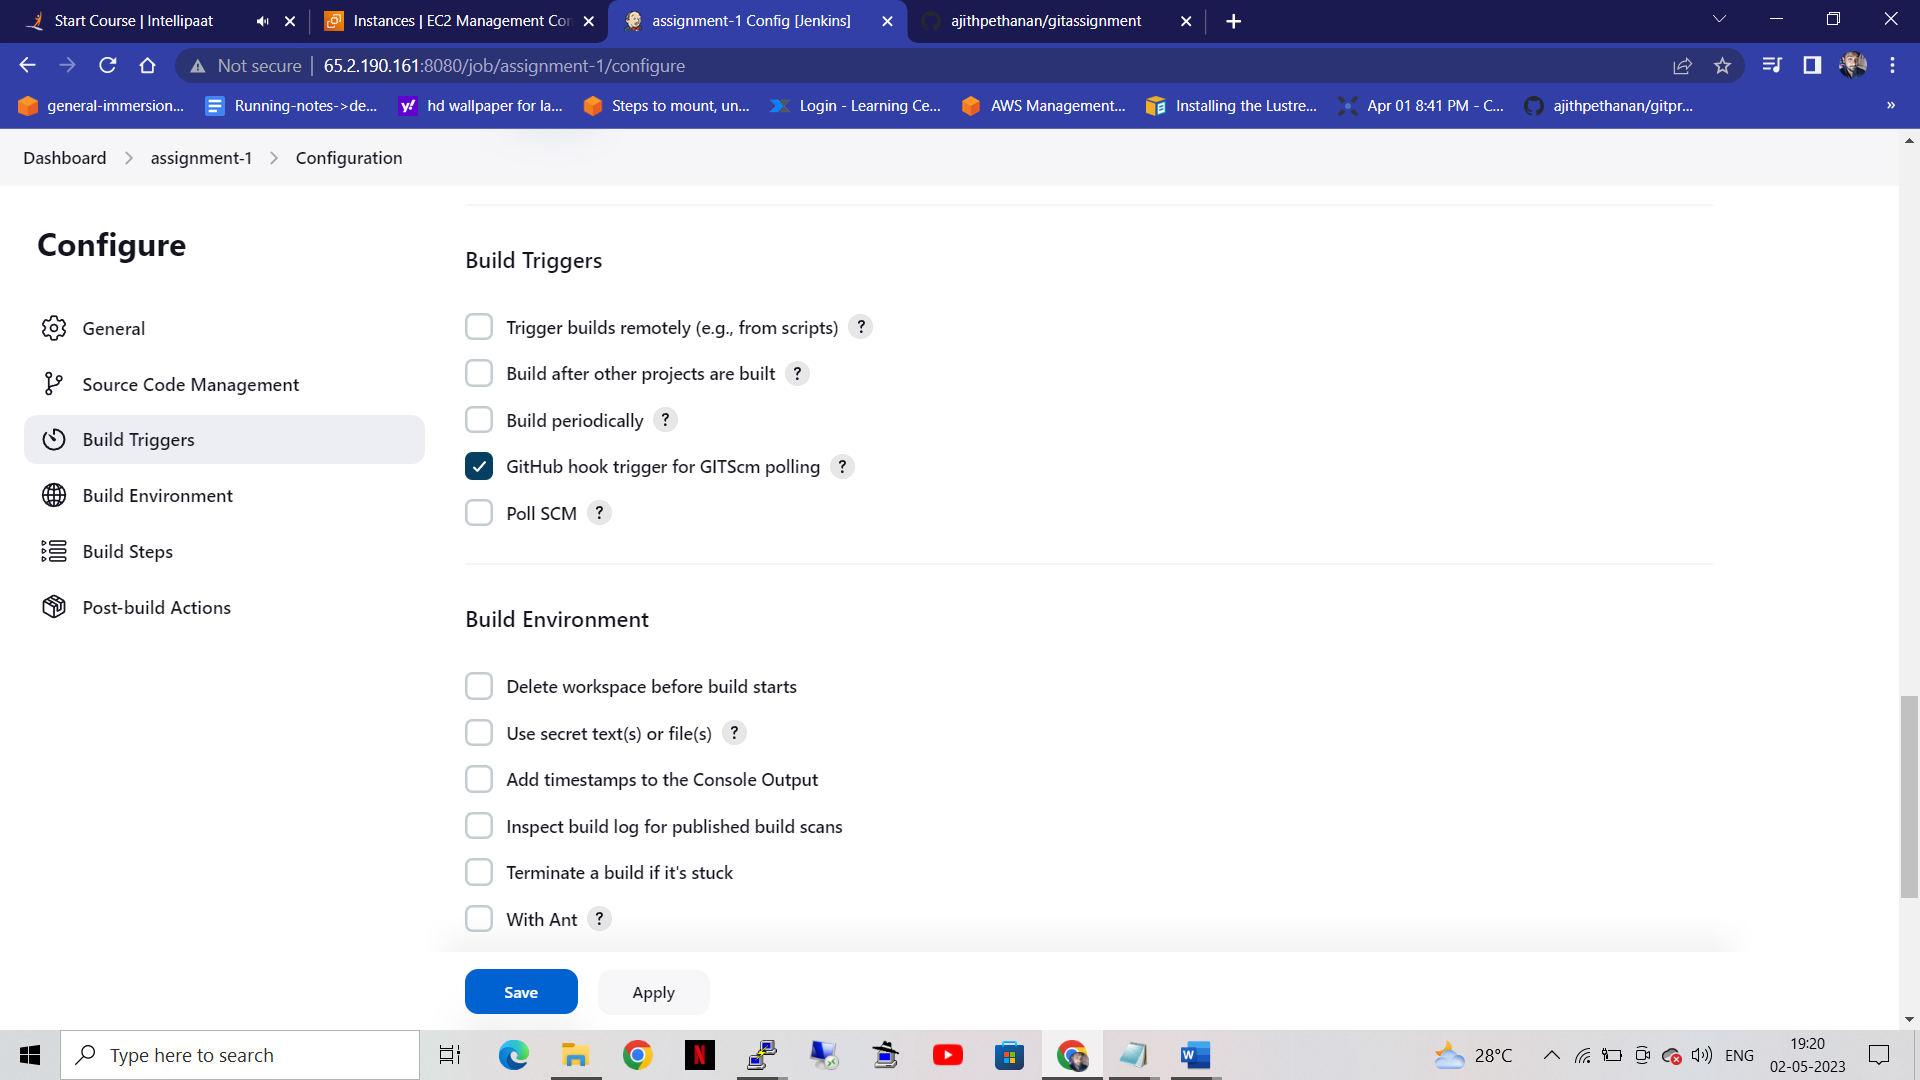 Start Course | Intellipaat
Instances | EC2 Management Con
assignment-1 Config [Jenkins]
ajithpethanan/gitassignment
Not secure | 65.2.190.161:8080/job/assignment-1/configure
general-immersion...
Running-notes->de...
hd wallpaper for la...
Steps to mount, un...
Login - Learning Ce...
AWS Management...
Installing the Lustre...
Apr 01 8:41 PM - C...
ajithpethanan/gitpr...
»
Dashboard > assignment-1 > Configuration
Configure
General
Source Code Management
Build Triggers
Build Environment
Build Steps
Post-build Actions
Build Triggers
Trigger builds remotely (e.g., from scripts) ?
Build after other projects are built ?
Build periodically ?
GitHub hook trigger for GITScm polling ?
Poll SCM ?
Build Environment
Delete workspace before build starts
Use secret text(s) or file(s) ?
Add timestamps to the Console Output
Inspect build log for published build scans
Terminate a build if it's stuck
With Ant ?
Save
Apply
Type here to search
28°C
ENG
19:20
02-05-2023